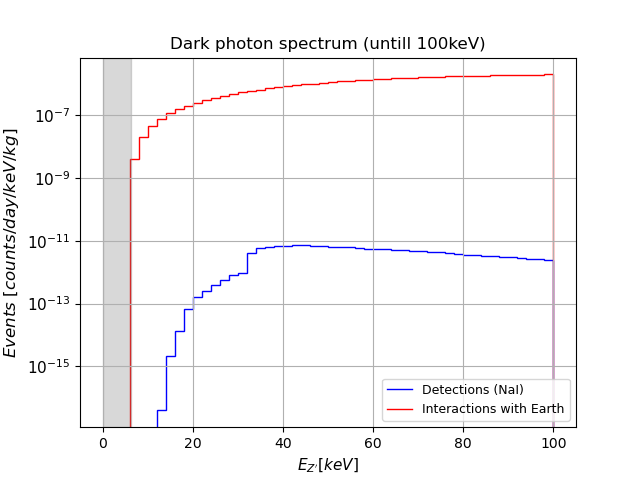 Dark photon spectrum (untill 100keV)
Events [counts/day/keV/kg]
10⁻⁷
10⁻⁹
10⁻¹¹
10⁻¹³
10⁻¹⁵
Detections (NaI)
Interactions with Earth
0 20 40 60 80 100
E_{Z'}[keV]